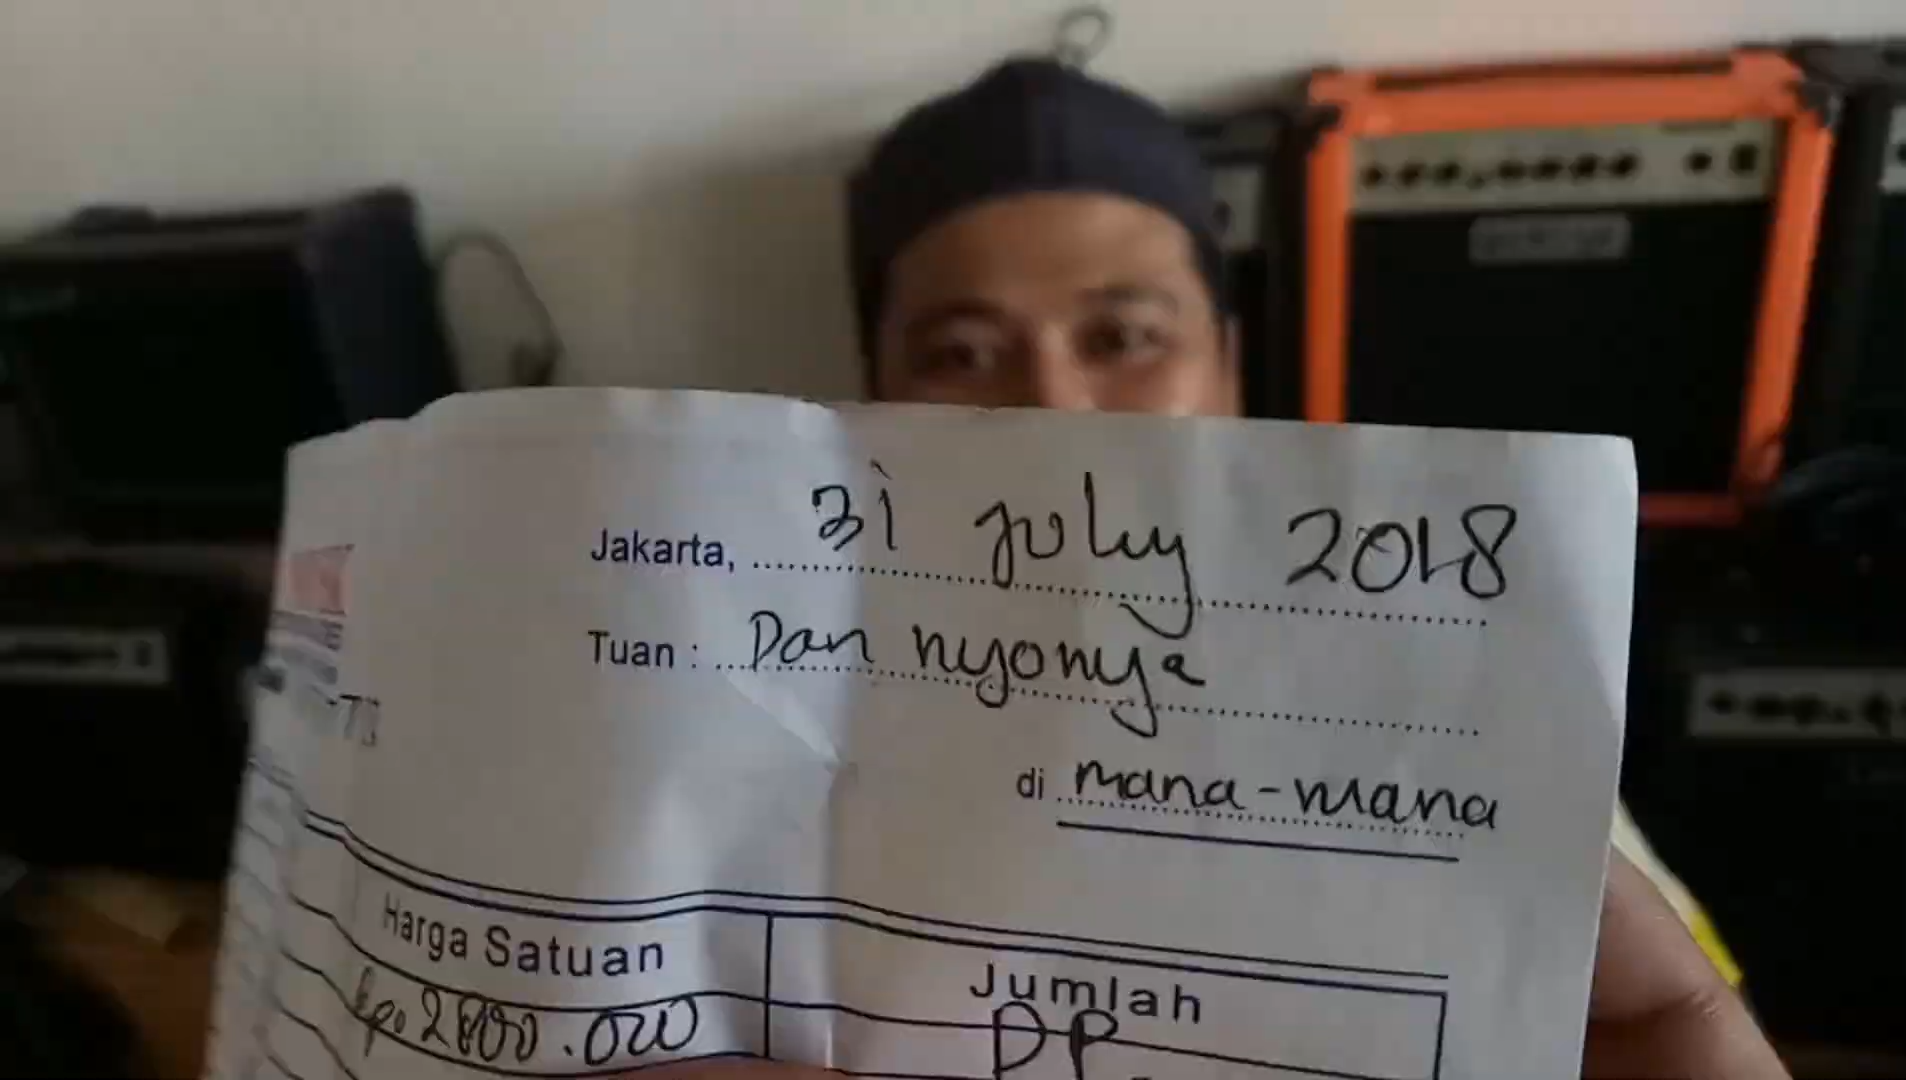 Jakarta, 31 July 2018
Tuan : Dan nyonya
di mana-mana
Harga Satuan Jumlah
Rp. 2800.000 DP